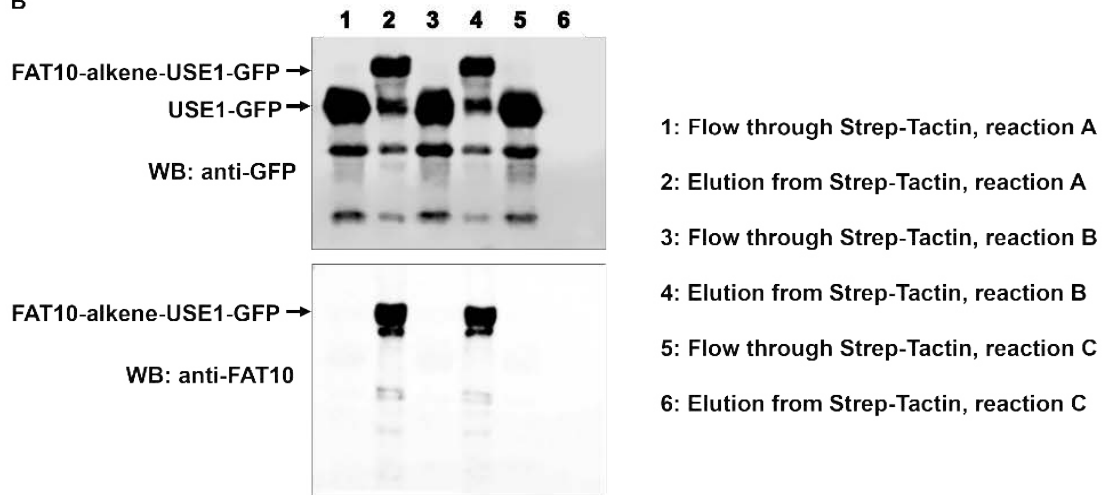 B
1 2 3 4 5 6
FAT10-alkene-USE1-GFP
USE1-GFP
WB: anti-GFP
FAT10-alkene-USE1-GFP
WB: anti-FAT10
1: Flow through Strep-Tactin, reaction A
2: Elution from Strep-Tactin, reaction A
3: Flow through Strep-Tactin, reaction B
4: Elution from Strep-Tactin, reaction B
5: Flow through Strep-Tactin, reaction C
6: Elution from Strep-Tactin, reaction C